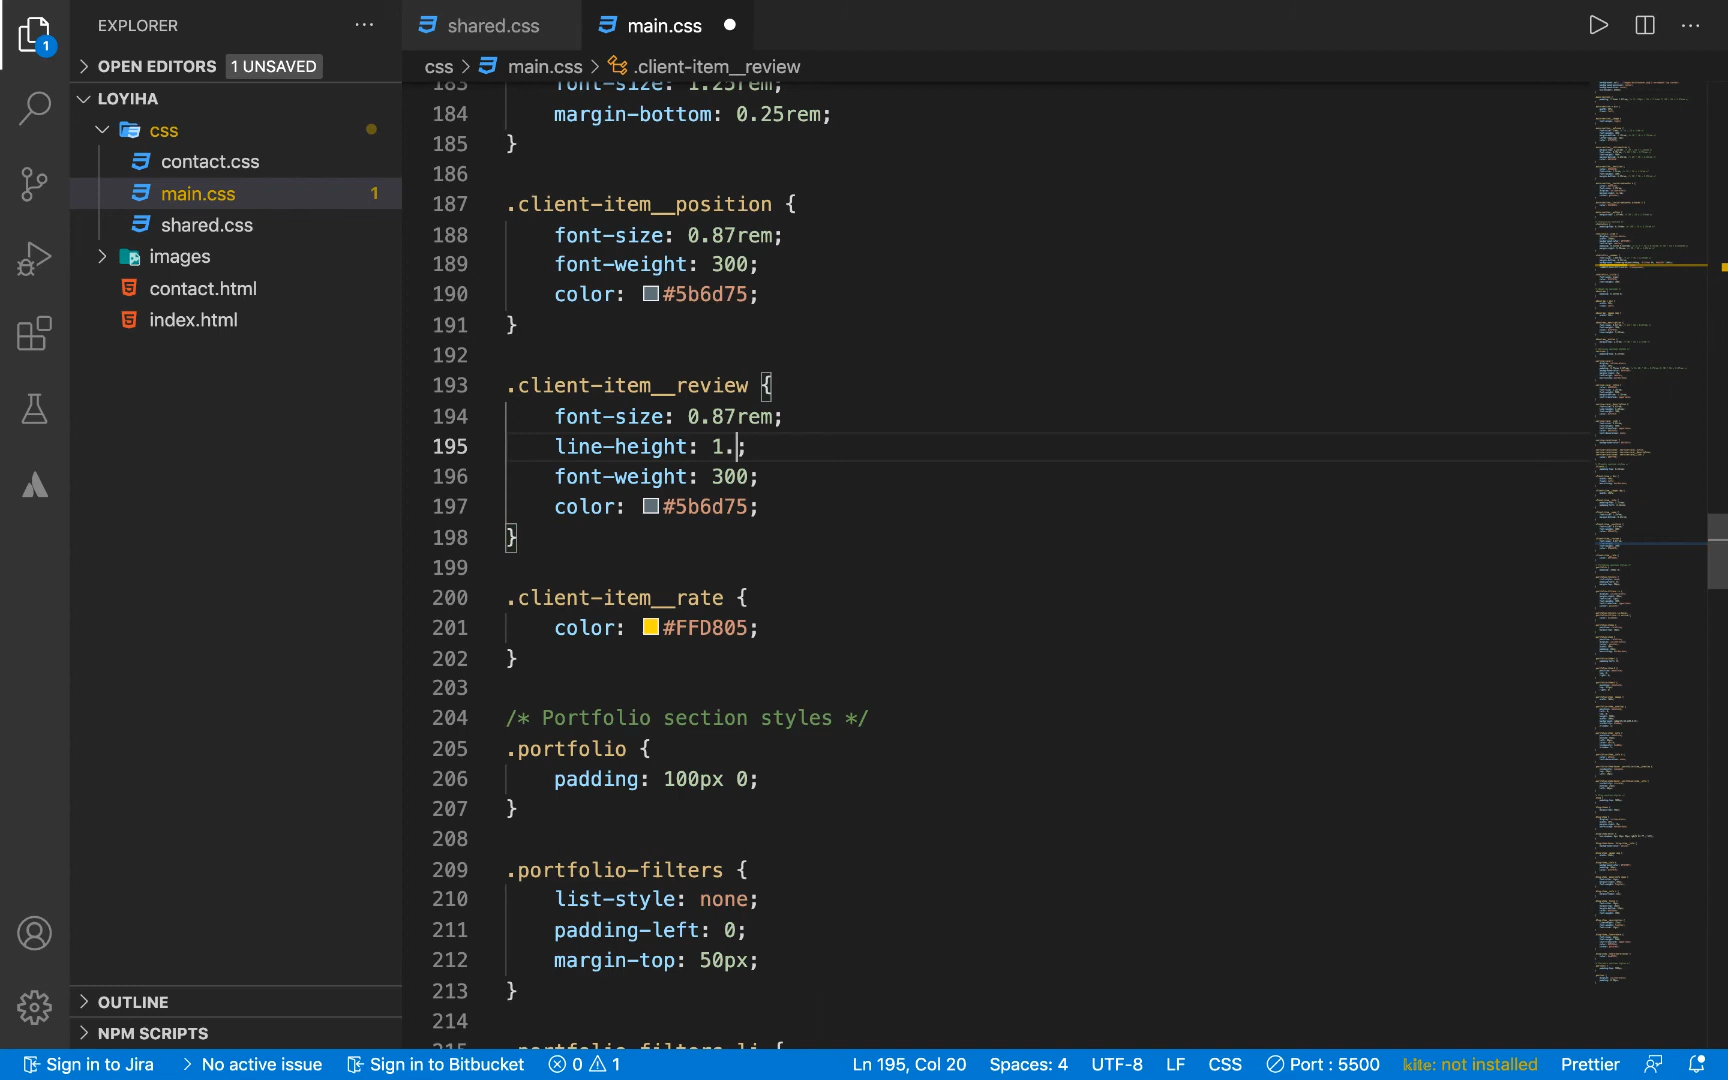 EXPLORER
shared.css
main.css
1
OPEN EDITORS 1 UNSAVED
css > main.css > .client-item__review
LOYIHA
css
contact.css
main.css 1
shared.css
images
contact.html
index.html
183 font-size: 1.25rem;
184 margin-bottom: 0.25rem;
185 }
186
187 .client-item__position {
188 font-size: 0.87rem;
189 font-weight: 300;
190 color: #5b6d75;
191 }
192
193 .client-item__review {
194 font-size: 0.87rem;
195 line-height: 1.;
196 font-weight: 300;
197 color: #5b6d75;
198 }
199
200 .client-item__rate {
201 color: #FFD805;
202 }
203
204 /* Portfolio section styles */
205 .portfolio {
206 padding: 100px 0;
207 }
208
209 .portfolio-filters {
210 list-style: none;
211 padding-left: 0;
212 margin-top: 50px;
213 }
214
215 .portfolio-filters li {
OUTLINE
NPM SCRIPTS
Sign in to Jira
No active issue
Sign in to Bitbucket
0 1
Ln 195, Col 20
Spaces: 4
UTF-8
LF
CSS
Port : 5500
kite: not installed
Prettier